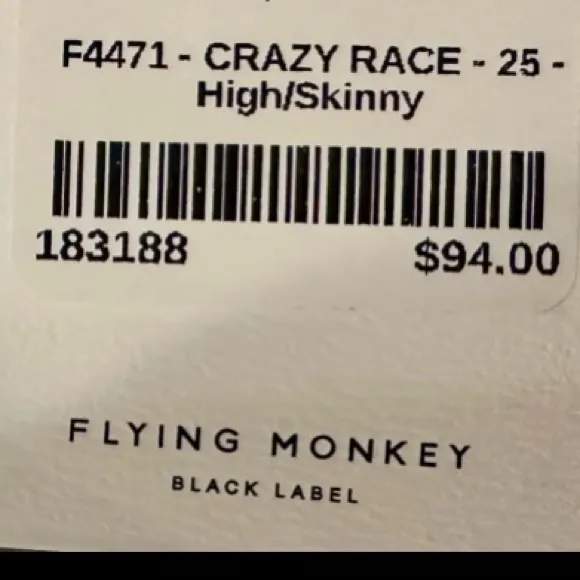 F4471 - CRAZY RACE - 25 -
High/Skinny
183188 $94.00
FLYING MONKEY
BLACK LABEL